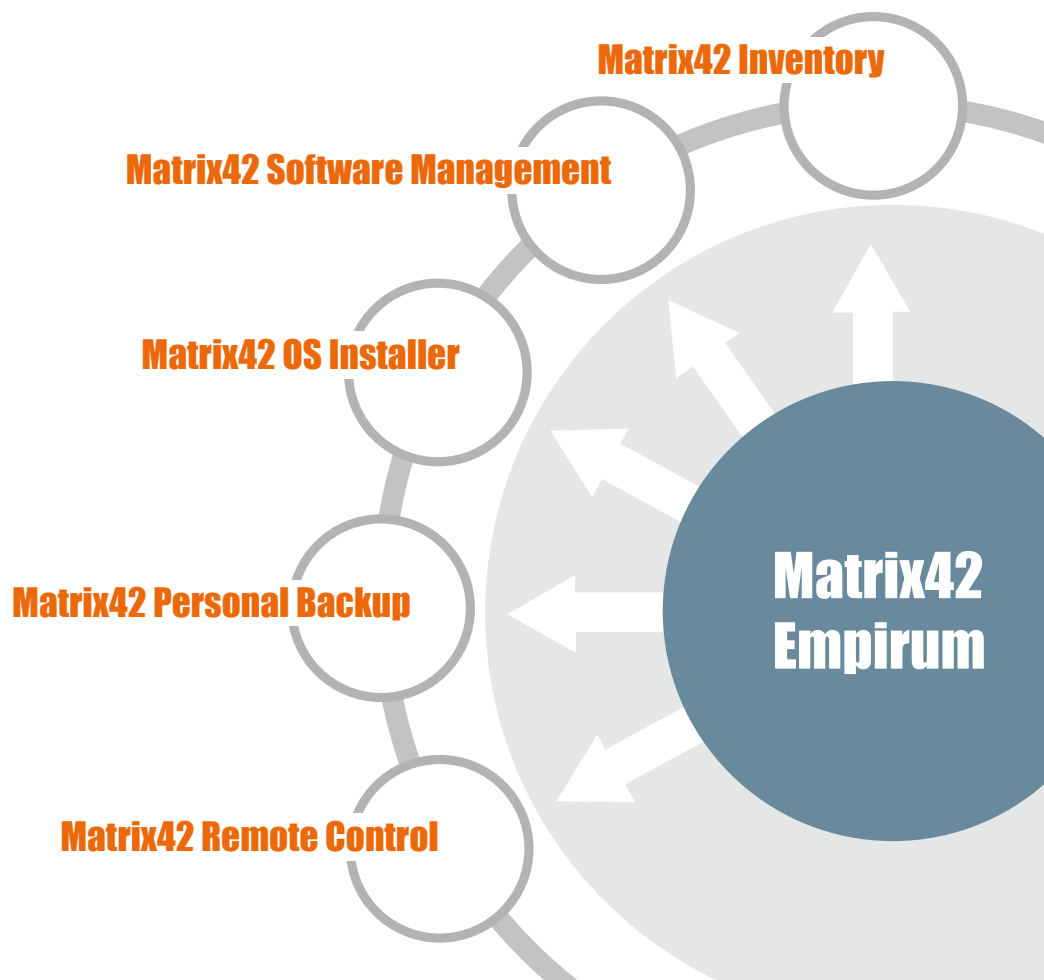 Matrix42 Inventory
Matrix42 Software Management
Matrix42 OS Installer
Matrix42 Personal Backup
Matrix42 Remote Control
Matrix42
Empirum